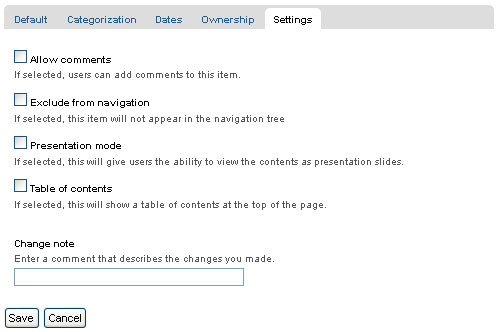 Default Categorization Dates Ownership Settings
Allow comments
If selected, users can add comments to this item.
Exclude from navigation
If selected, this item will not appear in the navigation tree
Presentation mode
If selected, this will give users the ability to view the contents as presentation slides.
Table of contents
If selected, this will show a table of contents at the top of the page.
Change note
Enter a comment that describes the changes you made.
Save Cancel